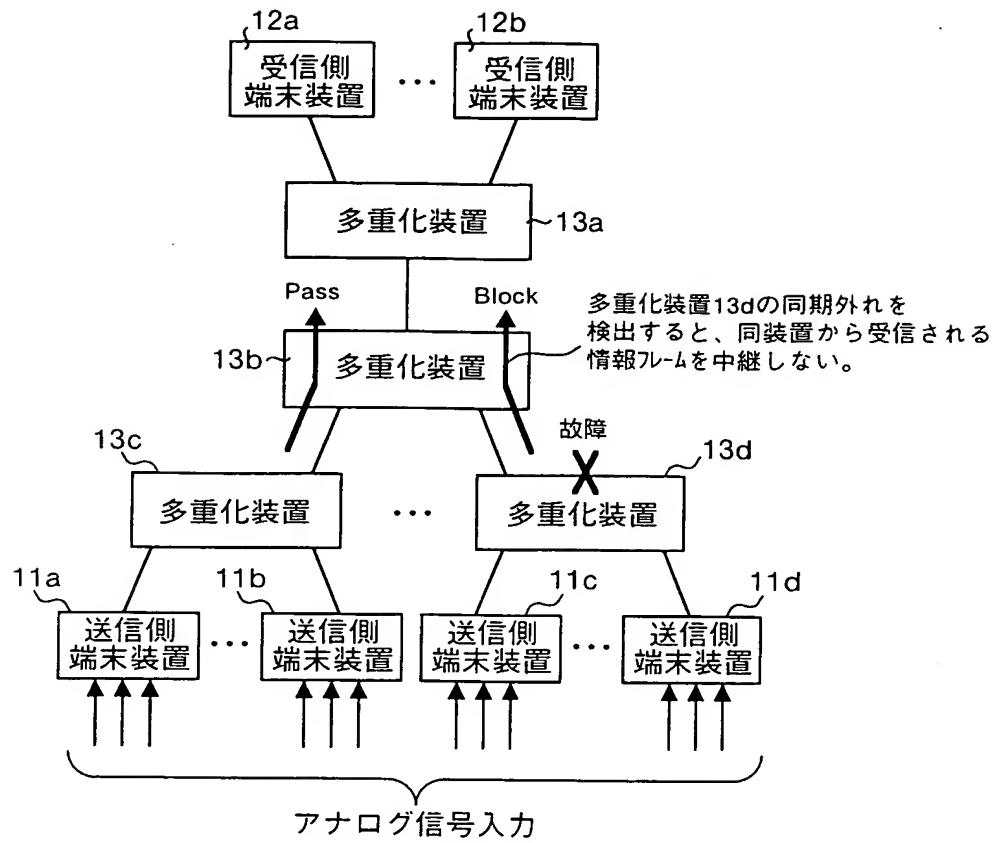 12a
12b
受信側
端末装置
…
受信側
端末装置
多重化装置
13a
Pass
Block
多重化装置13dの同期外れを
検出すると、同装置から受信される
情報フレームを中継しない。
13b
多重化装置
故障
13c
13d
多重化装置
…
多重化装置
11a
11b
11c
11d
送信側
端末装置
…
送信側
端末装置
送信側
端末装置
…
送信側
端末装置
アナログ信号入力